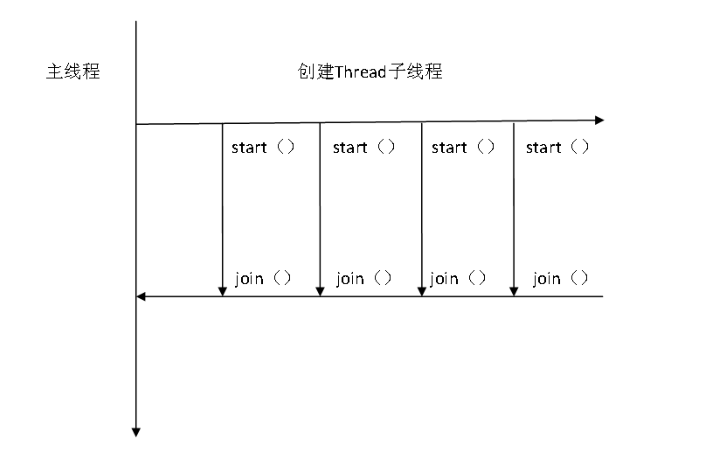 主线程 创建Thread子线程
start（） start（） start（） start（）
join（） join（） join（） join（）